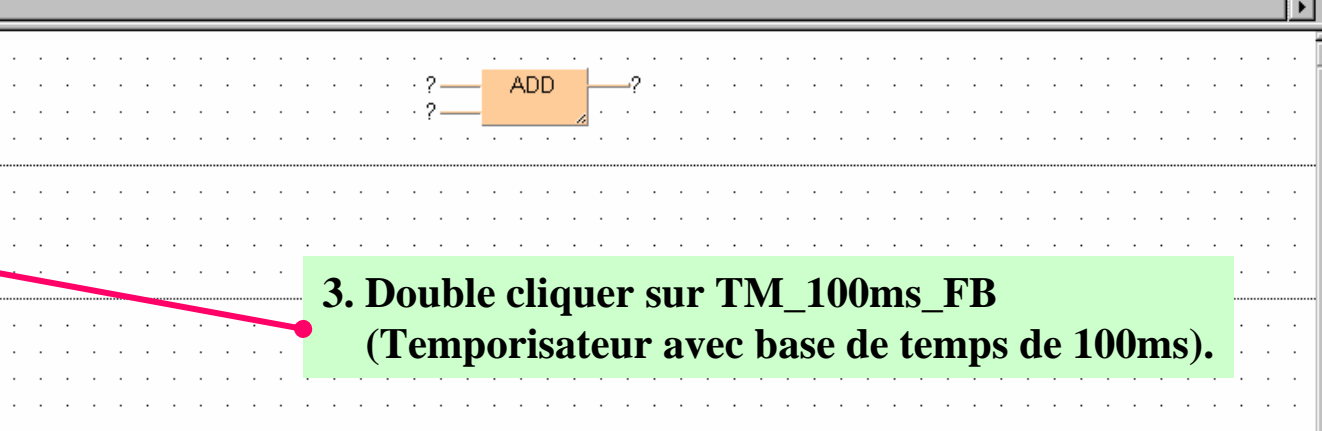 ? ADD ?
?
3. Double cliquer sur TM_100ms_FB
(Temporisateur avec base de temps de 100ms).